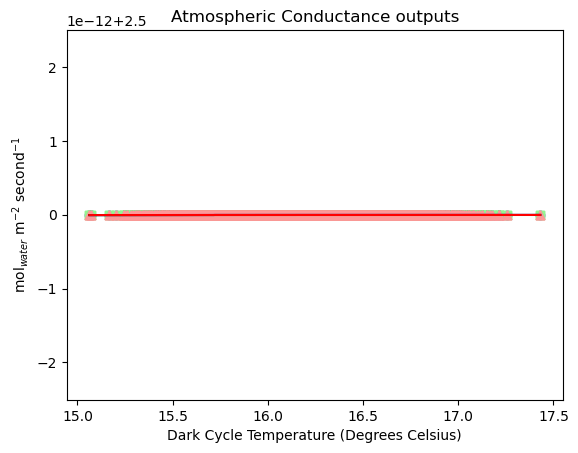 Atmospheric Conductance outputs
1e−12+2.5
2
1
0
−1
−2
mol_water m⁻² second⁻¹
15.0 15.5 16.0 16.5 17.0 17.5
Dark Cycle Temperature (Degrees Celsius)